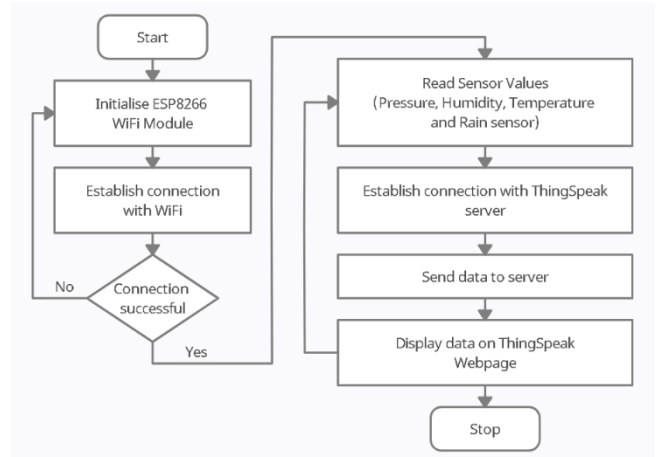 Start
Initialise ESP8266
WiFi Module
Establish connection
with WiFi
Connection
successful
No
Yes
Read Sensor Values
(Pressure, Humidity, Temperature
and Rain sensor)
Establish connection with ThingSpeak
server
Send data to server
Display data on ThingSpeak
Webpage
Stop